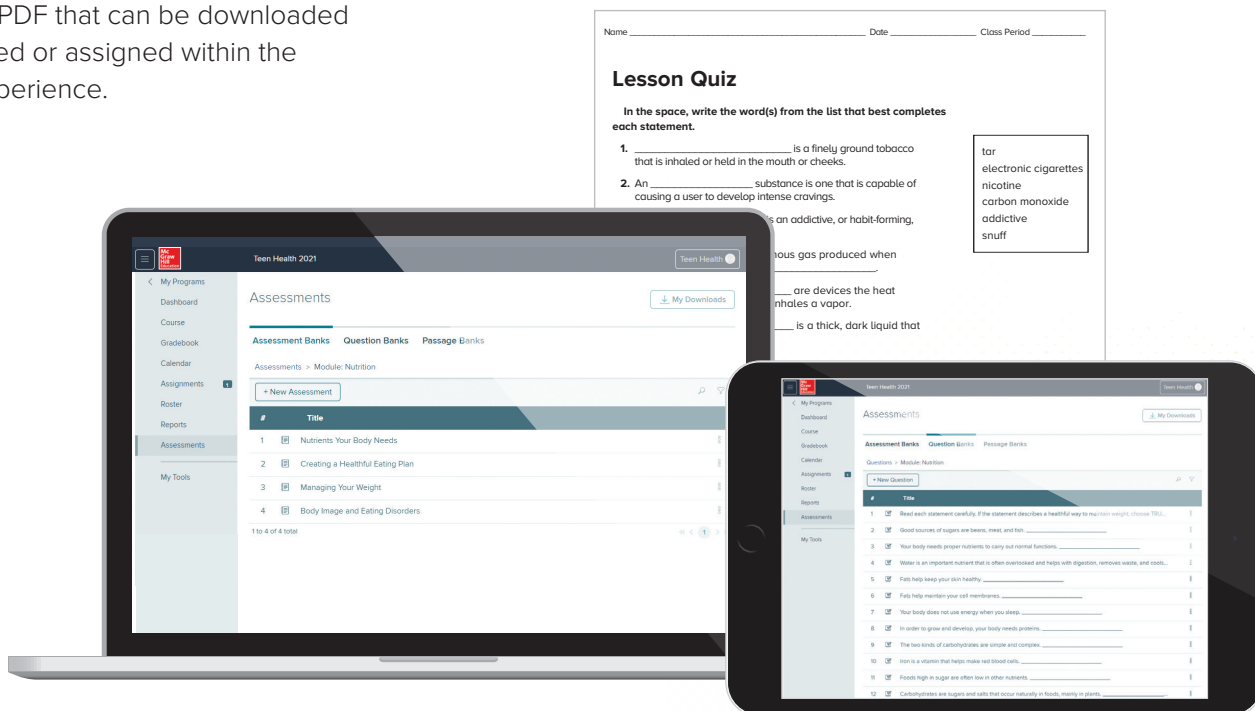 PDF that can be downloaded
ed or assigned within the
perience.
Name Date Class Period
Lesson Quiz
In the space, write the word(s) from the list that best completes
each statement.
1. is a finely ground tobacco
that is inhaled or held in the mouth or cheeks.
2. An substance is one that is capable of
causing a user to develop intense cravings.
s an addictive, or habit-forming,
nous gas produced when
are devices the heat
nhales a vapor.
is a thick, dark liquid that
tar
electronic cigarettes
nicotine
carbon monoxide
addictive
snuff
Mc
Graw
Hill
Education
Teen Health 2021
Teen Health
My Programs
Dashboard
Course
Gradebook
Calendar
Assignments 1
Roster
Reports
Assessments
My Tools
Assessments
My Downloads
Assessment Banks Question Banks Passage Banks
Assessments > Module: Nutrition
+ New Assessment
# Title
1 Nutrients Your Body Needs
2 Creating a Healthful Eating Plan
3 Managing Your Weight
4 Body Image and Eating Disorders
1 to 4 of 4 total
1
Teen Health 2021
Teen Health
My Programs
Dashboard
Course
Gradebook
Calendar
Assignments
Roster
Reports
Assessments
My Tools
Assessments
My Downloads
Assessment Banks Question Banks Passage Banks
Questions > Module: Nutrition
+ New Question
# Title
1 Read each statement carefully. If the statement describes a healthful way to maintain weight, choose TRU...
2 Good sources of sugars are beans, meat, and fish.
3 Your body needs proper nutrients to carry out normal functions.
4 Water is an important nutrient that is often overlooked and helps with digestion, removes waste, and cools...
5 Fats help keep your skin healthy.
6 Fats help maintain your cell membranes.
7 Your body does not use energy when you sleep.
8 In order to grow and develop, your body needs proteins.
9 The two kinds of carbohydrates are simple and complex.
10 Iron is a vitamin that helps make red blood cells.
11 Foods high in sugar are often low in other nutrients.
12 Carbohydrates are sugars and salts that occur naturally in foods, mainly in plants.